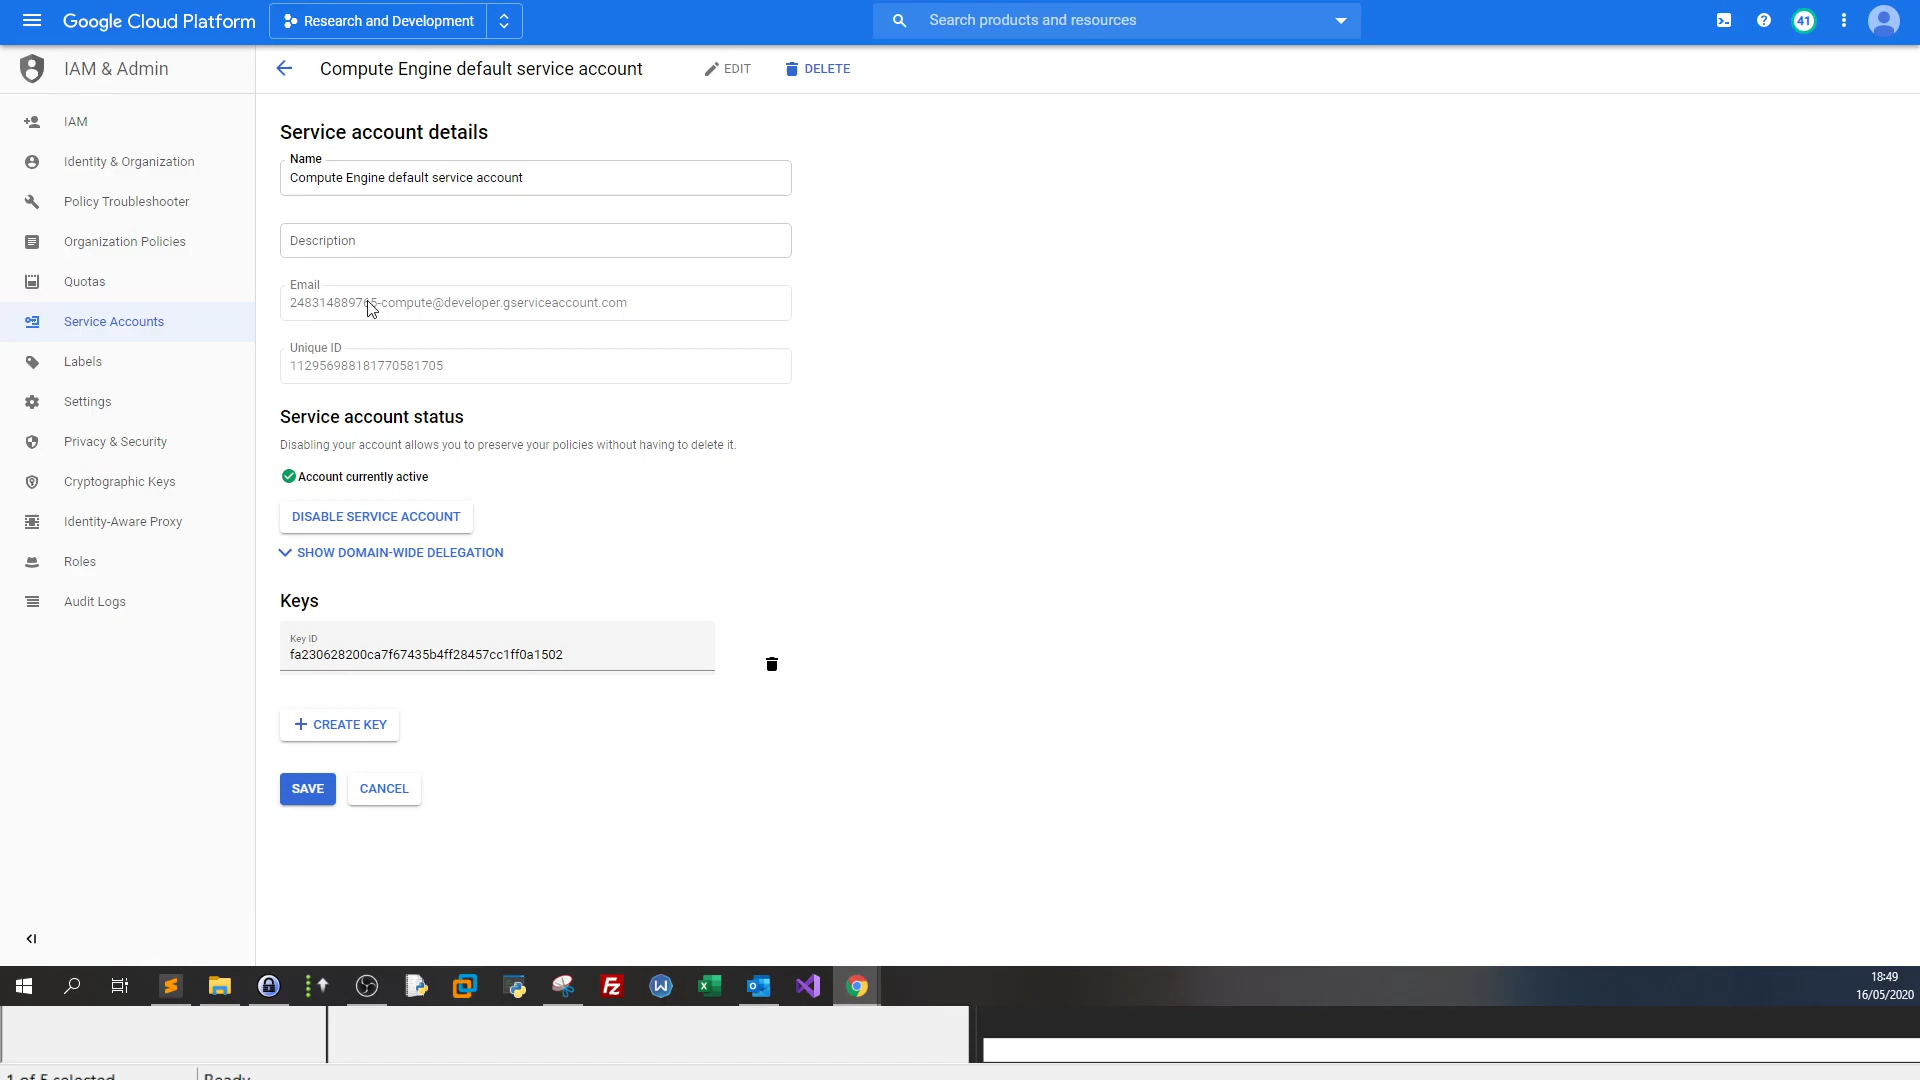 Google Cloud Platform
Research and Development
Search products and resources
41
IAM & Admin
Compute Engine default service account
EDIT
DELETE
IAM
Identity & Organization
Policy Troubleshooter
Organization Policies
Quotas
Service Accounts
Labels
Settings
Privacy & Security
Cryptographic Keys
Identity-Aware Proxy
Roles
Audit Logs
Service account details
Name
Compute Engine default service account
Description
Email
248314889765-compute@developer.gserviceaccount.com
Unique ID
112956988181770581705
Service account status
Disabling your account allows you to preserve your policies without having to delete it.
Account currently active
DISABLE SERVICE ACCOUNT
SHOW DOMAIN-WIDE DELEGATION
Keys
Key ID
fa230628200ca7f67435b4ff28457cc1ff0a1502
CREATE KEY
SAVE
CANCEL
18:49
16/05/2020
1 of 5 selected
Ready